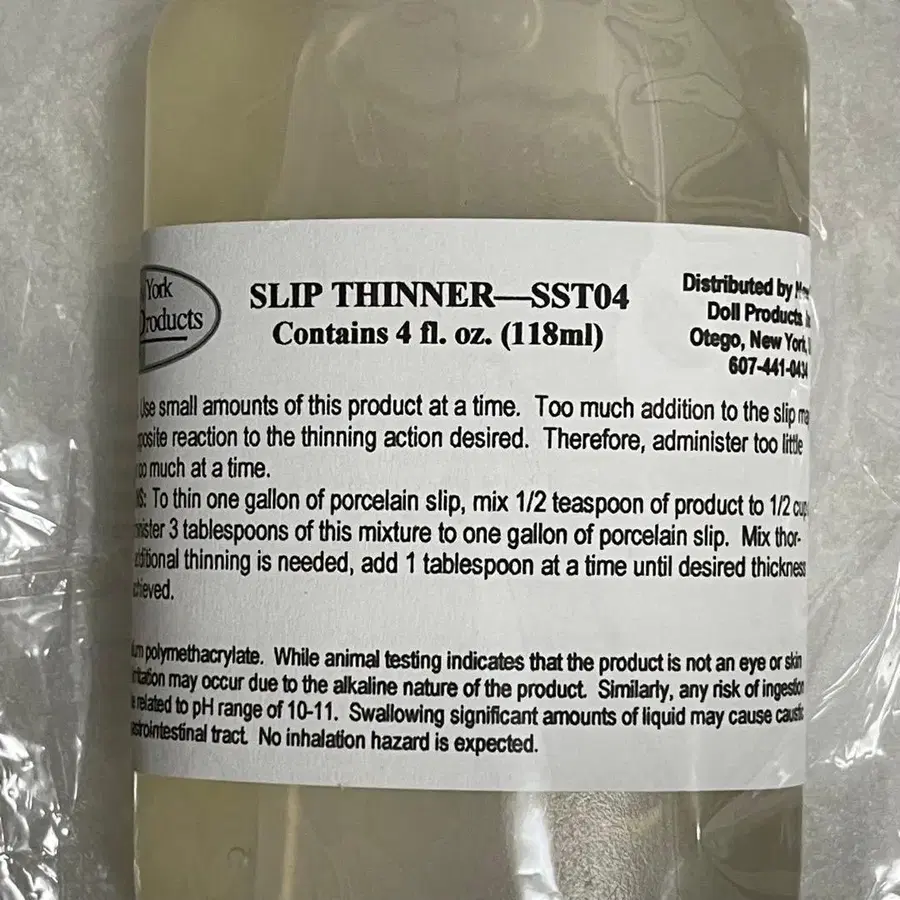 York
Products
SLIP THINNER—SST04
Contains 4 fl. oz. (118ml)
Distributed by
Doll Products
Otego, New York,
607-441-0434
Use small amounts of this product at a time. Too much addition to the slip
reaction to the thinning action desired. Therefore, administer too little
much at a time.
To thin one gallon of porcelain slip, mix 1/2 teaspoon of product to 1/2 cup
3 tablespoons of this mixture to one gallon of porcelain slip. Mix thor-
thinning is needed, add 1 tablespoon at a time until desired thickness
polymethacrylate. While animal testing indicates that the product is not an eye or skin
may occur due to the alkaline nature of the product. Similarly, any risk of ingestion
related to pH range of 10-11. Swallowing significant amounts of liquid may cause caustic
tract. No inhalation hazard is expected.